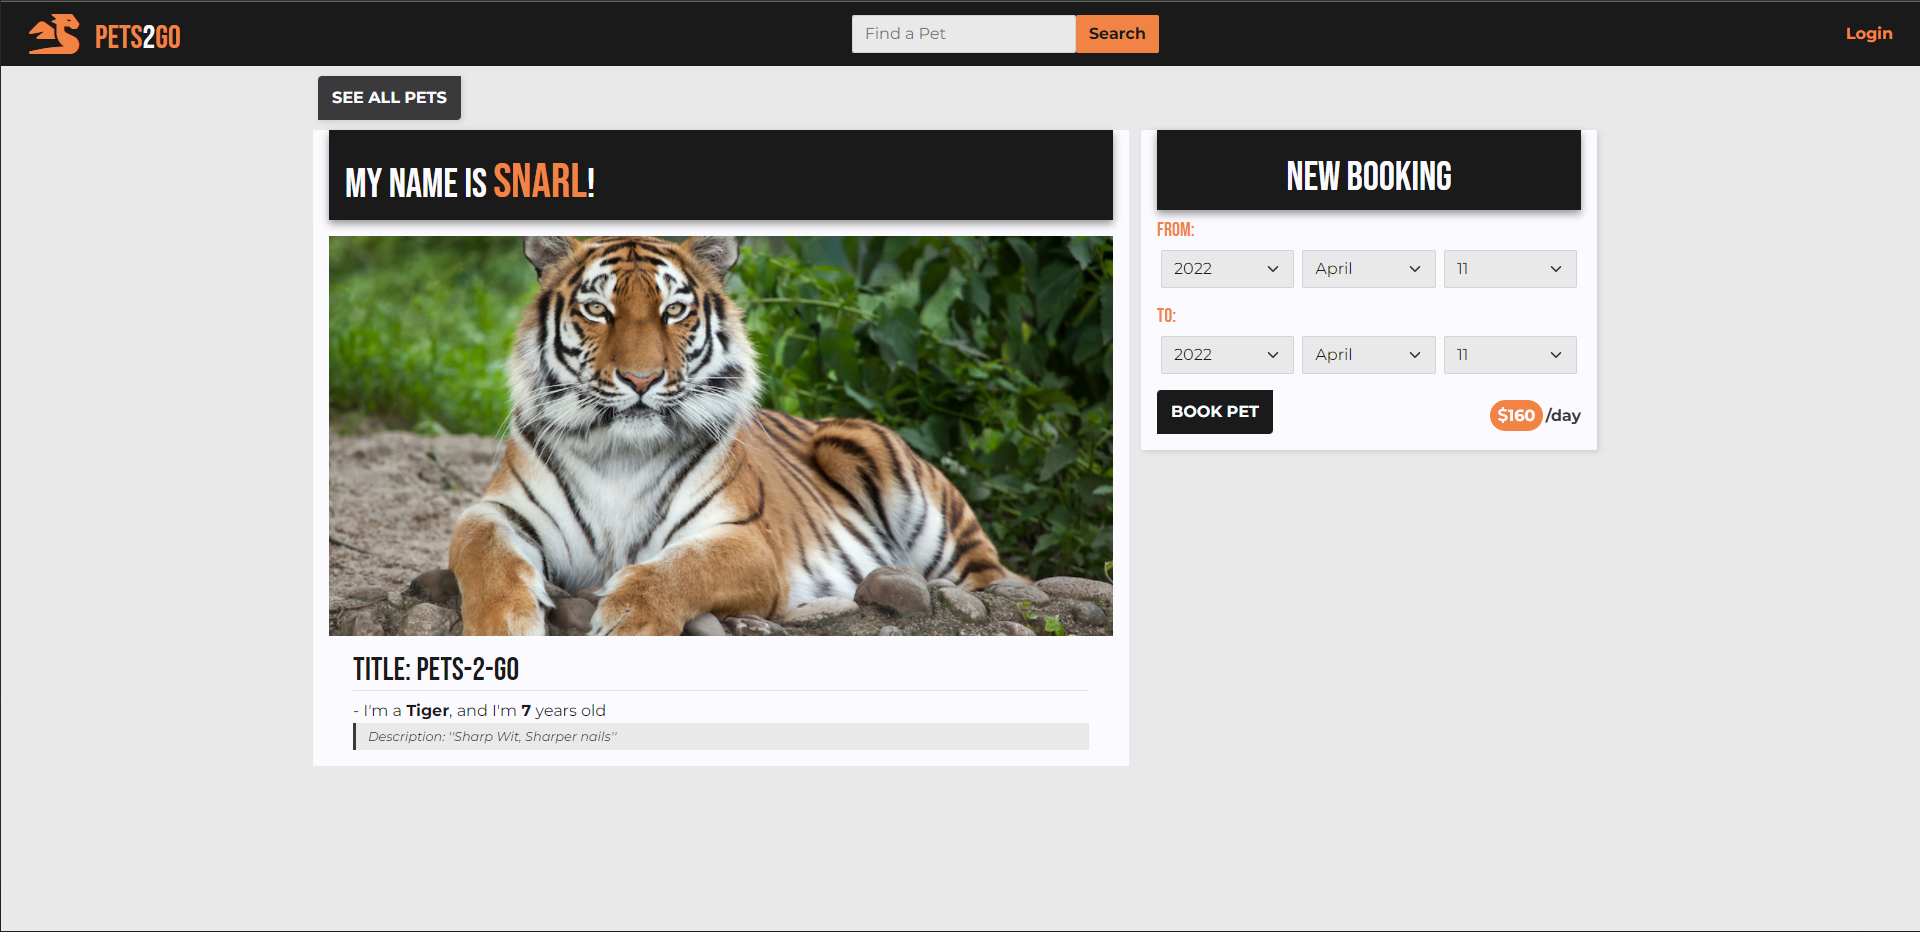 PETS2GO
Find a Pet
Search
Login
SEE ALL PETS
MY NAME IS SNARL!
TITLE: PETS-2-GO
- I'm a Tiger, and I'm 7 years old
Description: "Sharp Wit, Sharper nails"
NEW BOOKING
FROM:
2022 April 11
TO:
2022 April 11
BOOK PET $160 /day